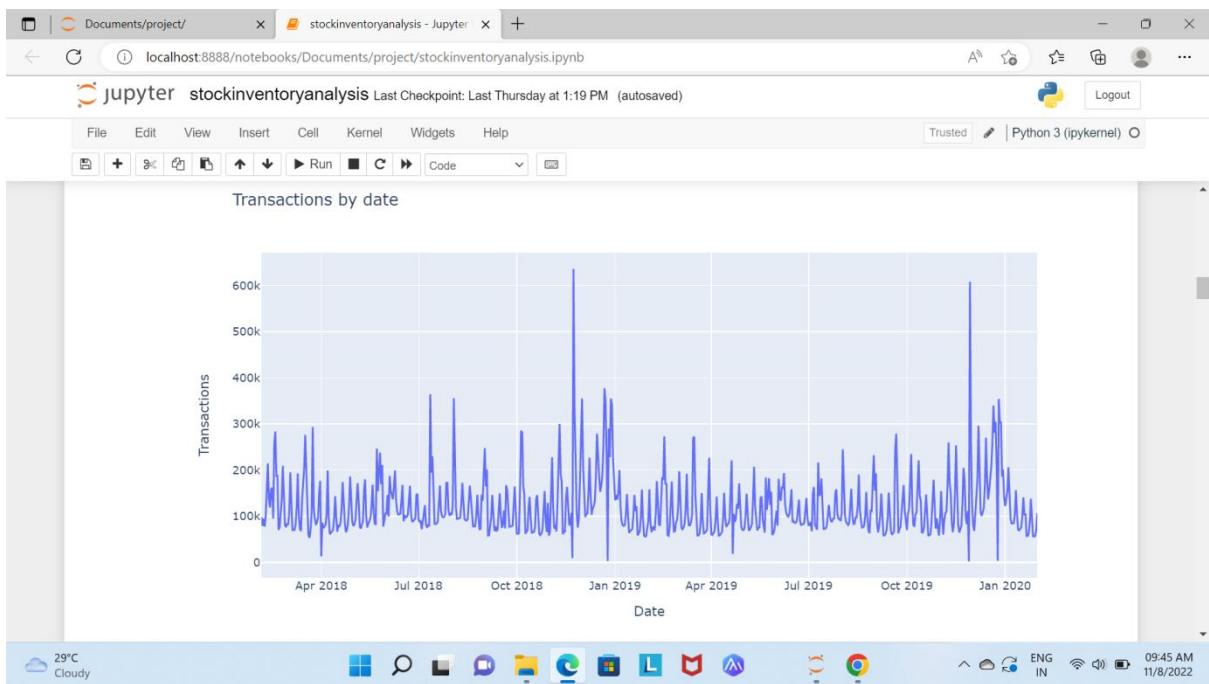 Documents/project/
stockinventoryanalysis - Jupyter
localhost:8888/notebooks/Documents/project/stockinventoryanalysis.ipynb
jupyter stockinventoryanalysis Last Checkpoint: Last Thursday at 1:19 PM (autosaved)
Logout
File Edit View Insert Cell Kernel Widgets Help
Trusted Python 3 (ipykernel)
Run Code
Transactions by date
600k
500k
400k
300k
200k
100k
0
Transactions
Apr 2018 Jul 2018 Oct 2018 Jan 2019 Apr 2019 Jul 2019 Oct 2019 Jan 2020
Date
29°C
Cloudy
L
ENG
IN
09:45 AM
11/8/2022